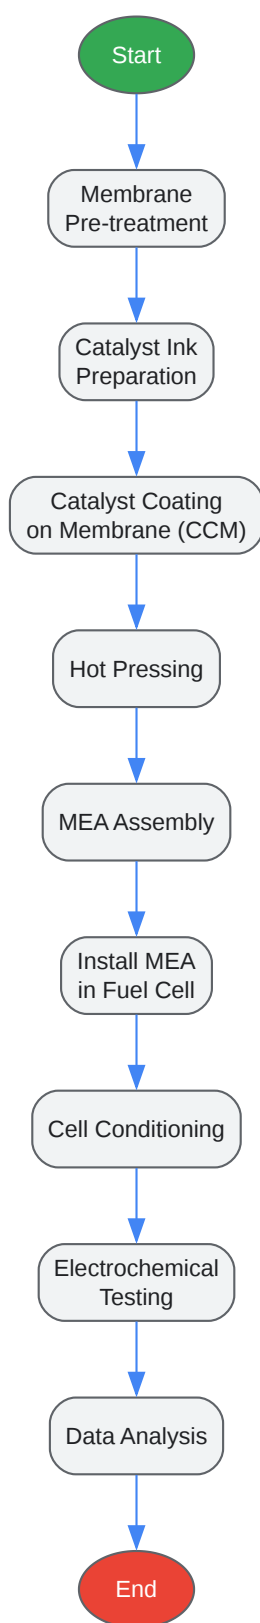 Start
Membrane
Pre-treatment
Catalyst Ink
Preparation
Catalyst Coating
on Membrane (CCM)
Hot Pressing
MEA Assembly
Install MEA
in Fuel Cell
Cell Conditioning
Electrochemical
Testing
Data Analysis
End